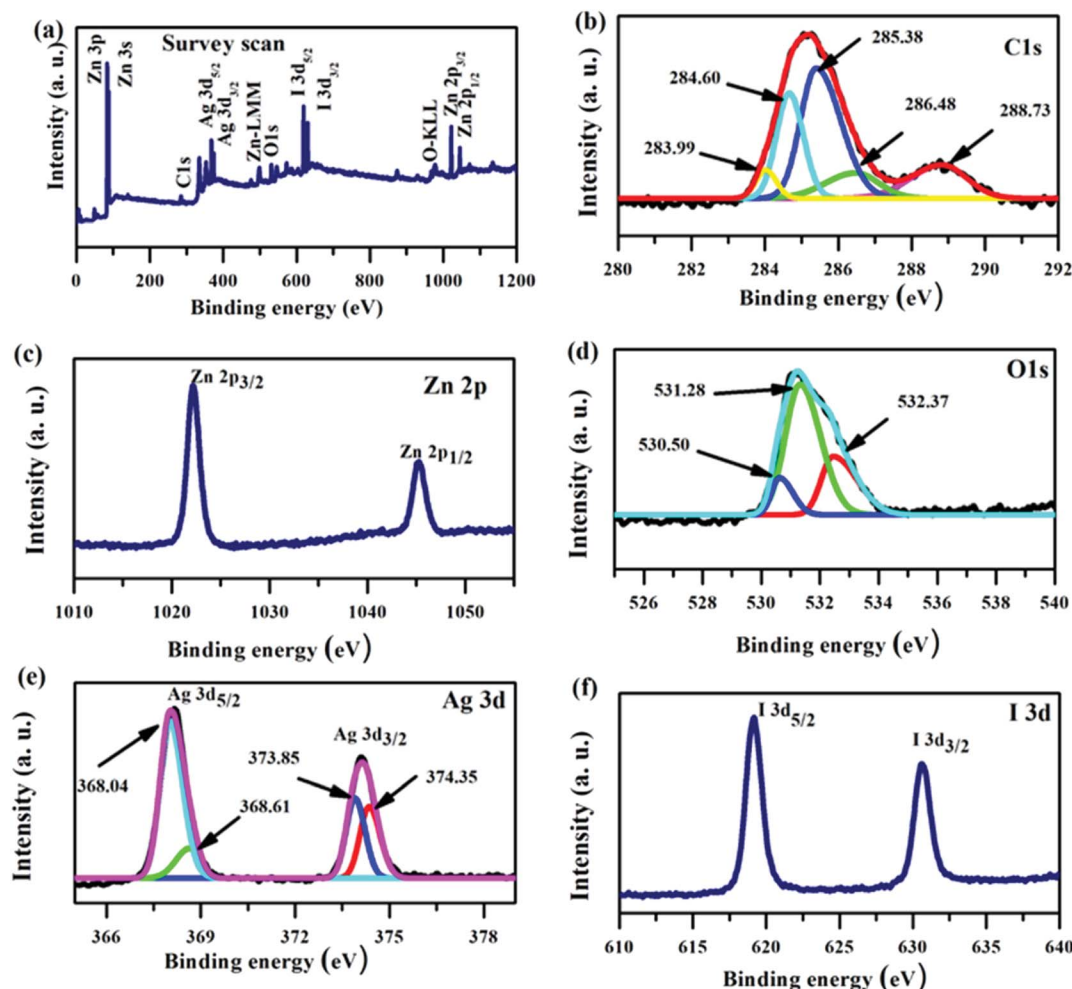 (a)
Survey scan
Zn 3p
Zn 3s
C1s
Ag 3d5/2
Ag 3d3/2
Zn-LMM
O1s
I 3d5/2
I 3d3/2
O-KLL
Zn 2p3/2
Zn 2p1/2
Intensity (a. u.)
0 200 400 600 800 1000 1200
Binding energy (eV)
(b)
C1s
285.38
284.60
286.48
288.73
283.99
Intensity (a. u.)
280 282 284 286 288 290 292
Binding energy (eV)
(c)
Zn 2p
Zn 2p3/2
Zn 2p1/2
Intensity (a. u.)
1010 1020 1030 1040 1050
Binding energy (eV)
(d)
O1s
531.28
532.37
530.50
Intensity (a. u.)
526 528 530 532 534 536 538 540
Binding energy (eV)
(e)
Ag 3d
Ag 3d5/2
Ag 3d3/2
373.85
374.35
368.04
368.61
Intensity (a. u.)
366 369 372 375 378
Binding energy (eV)
(f)
I 3d
I 3d5/2
I 3d3/2
Intensity (a. u.)
610 615 620 625 630 635 640
Binding energy (eV)